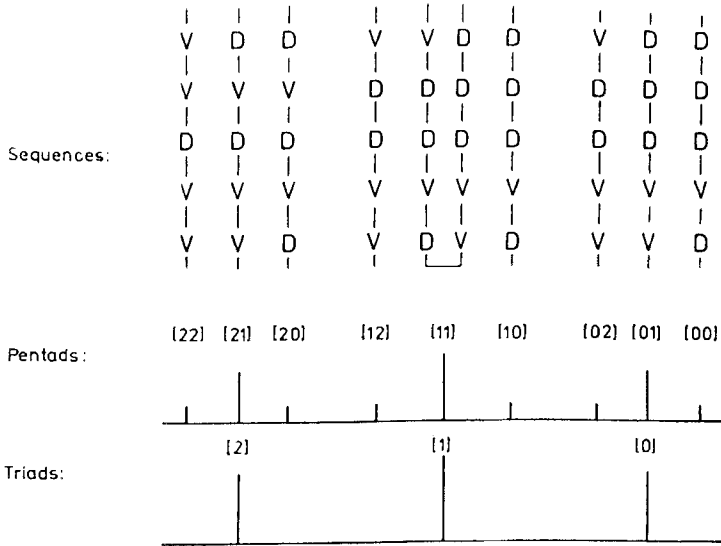 V D D V V D D V D D
V V V D D D D D D D
D D D D D D D D D D
Sequences:
V V V V V V V V V V
V V D V D V D V V D
[22] [21] [20] [12] [11] [10] [02] [01] [00]
Pentads:
[2] [1] [0]
Triads: